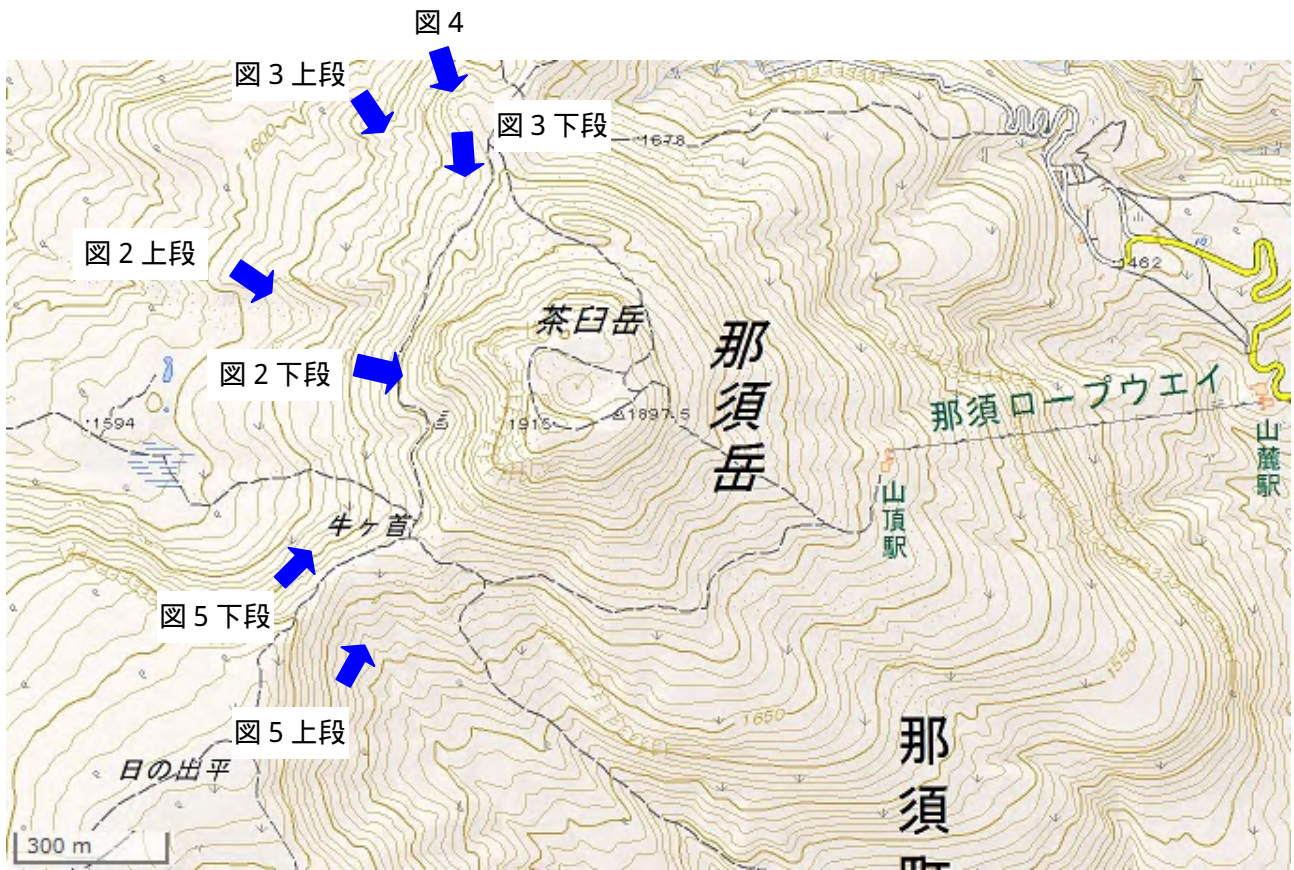 図 4
図 3 上段
図 3 下段
1600
1678
図 2 上段
1462
茶臼岳
那須岳
図 2 下段
那須ロープウエイ
1594
1915
1897.5
山麓駅
山頂駅
牛ヶ首
図 5 下段
1550
1650
図 5 上段
那須町
日の出平
300 m